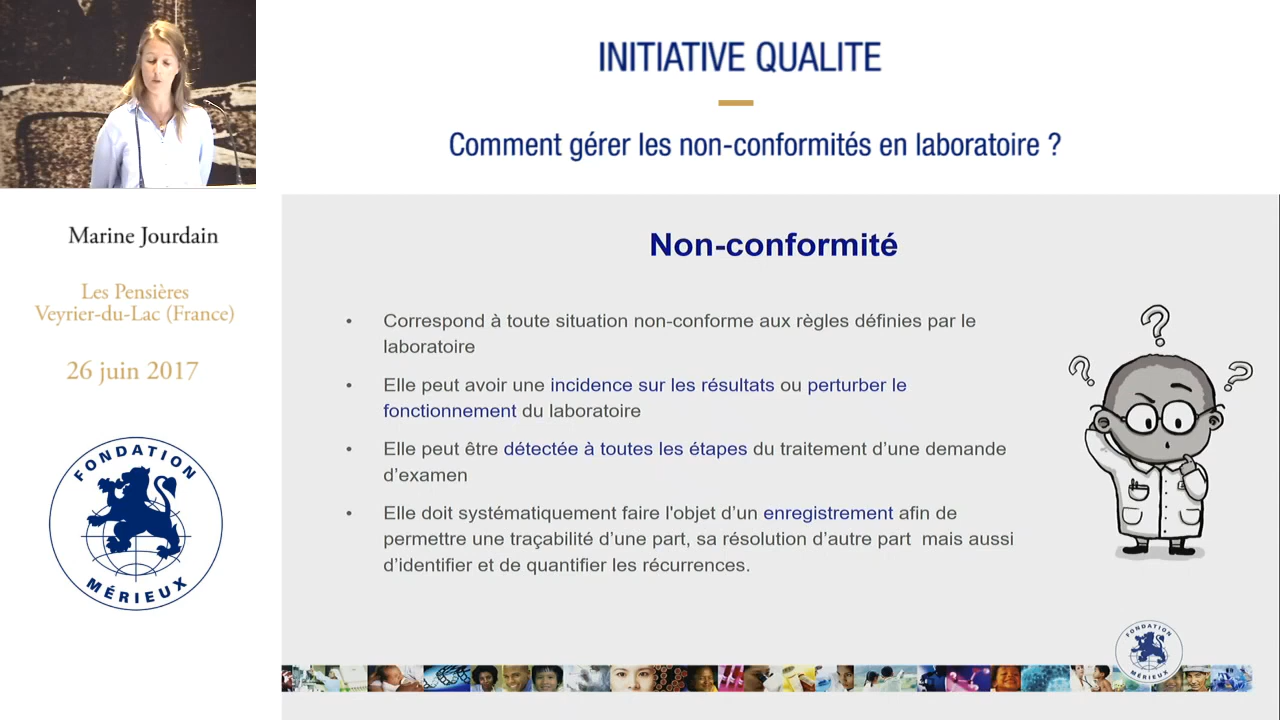 INITIATIVE QUALITE
Comment gérer les non-conformités en laboratoire ?
Marine Jourdain
Les Pensières
Veyrier-du-Lac (France)
26 juin 2017
FONDATION
MÉRIEUX
Non-conformité
• Correspond à toute situation non-conforme aux règles définies par le
laboratoire
• Elle peut avoir une incidence sur les résultats ou perturber le
fonctionnement du laboratoire
• Elle peut être détectée à toutes les étapes du traitement d’une demande
d’examen
• Elle doit systématiquement faire l'objet d’un enregistrement afin de
permettre une traçabilité d’une part, sa résolution d’autre part mais aussi
d’identifier et de quantifier les récurrences.
? ? ?
FONDATION
MÉRIEUX